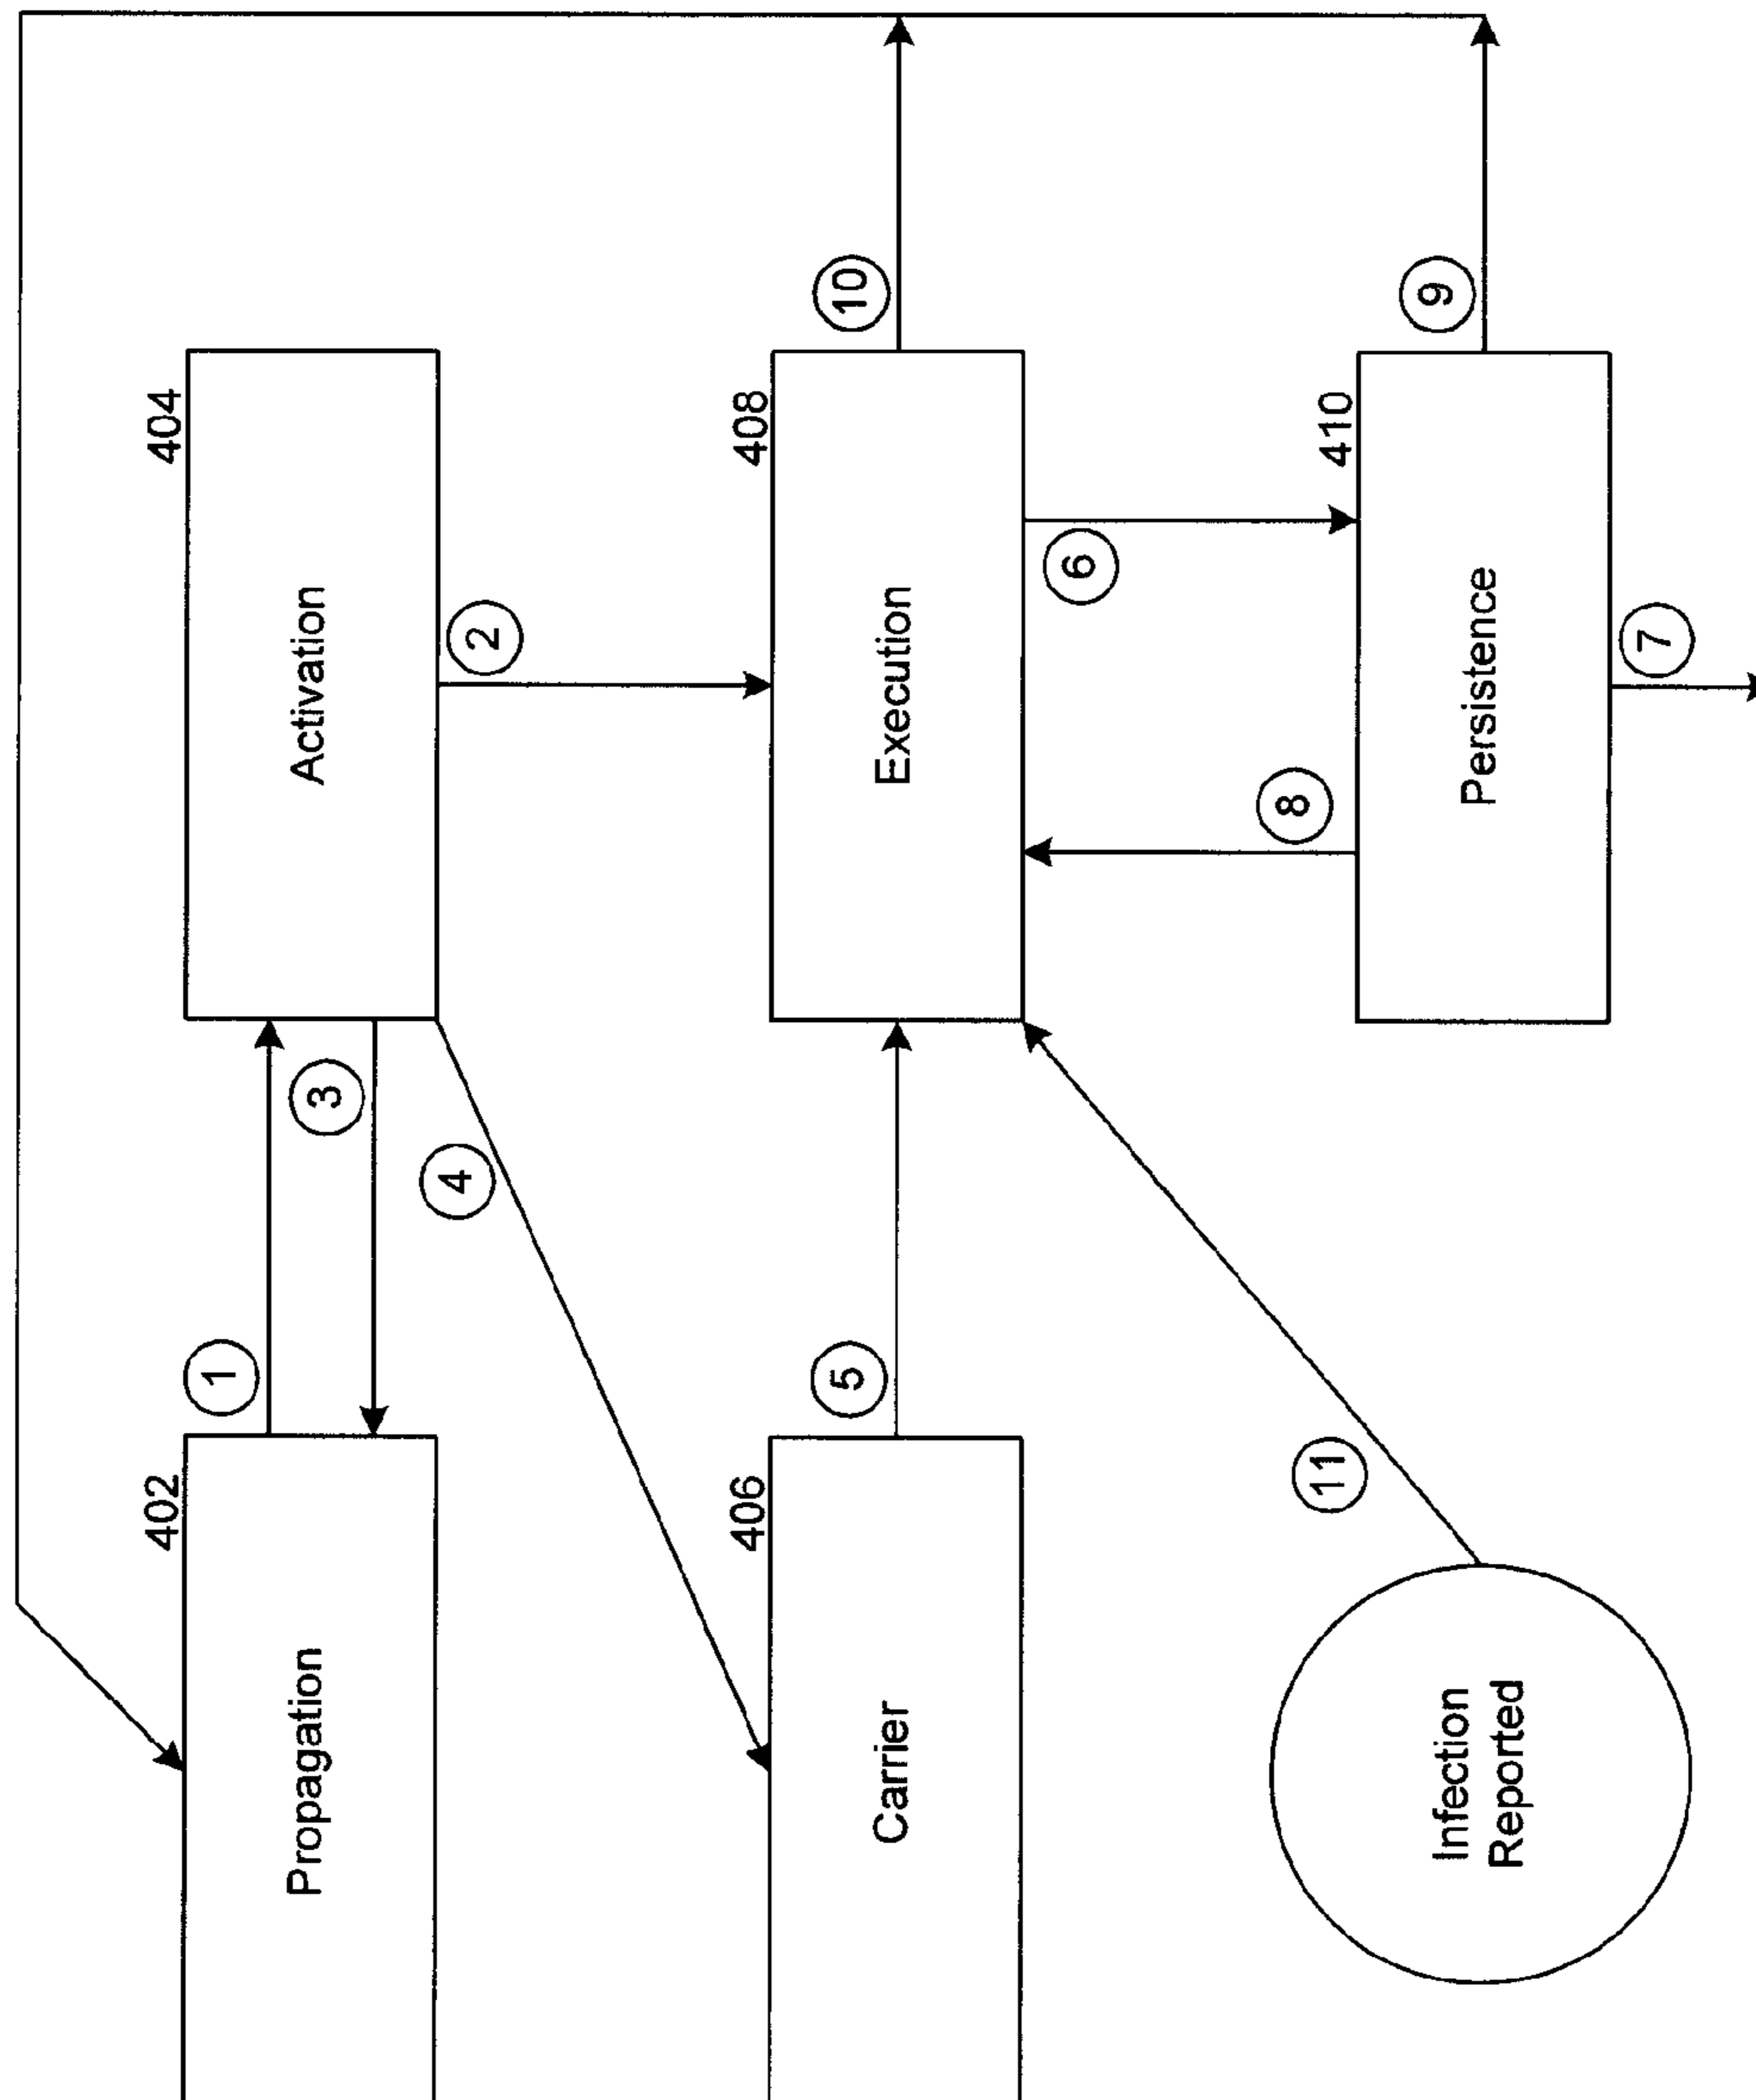 402
404
1
Propagation
3
Activation
4
2
406
408
5
10
Carrier
Execution
6
8
11
410
9
Infection
Reported
Persistence
7